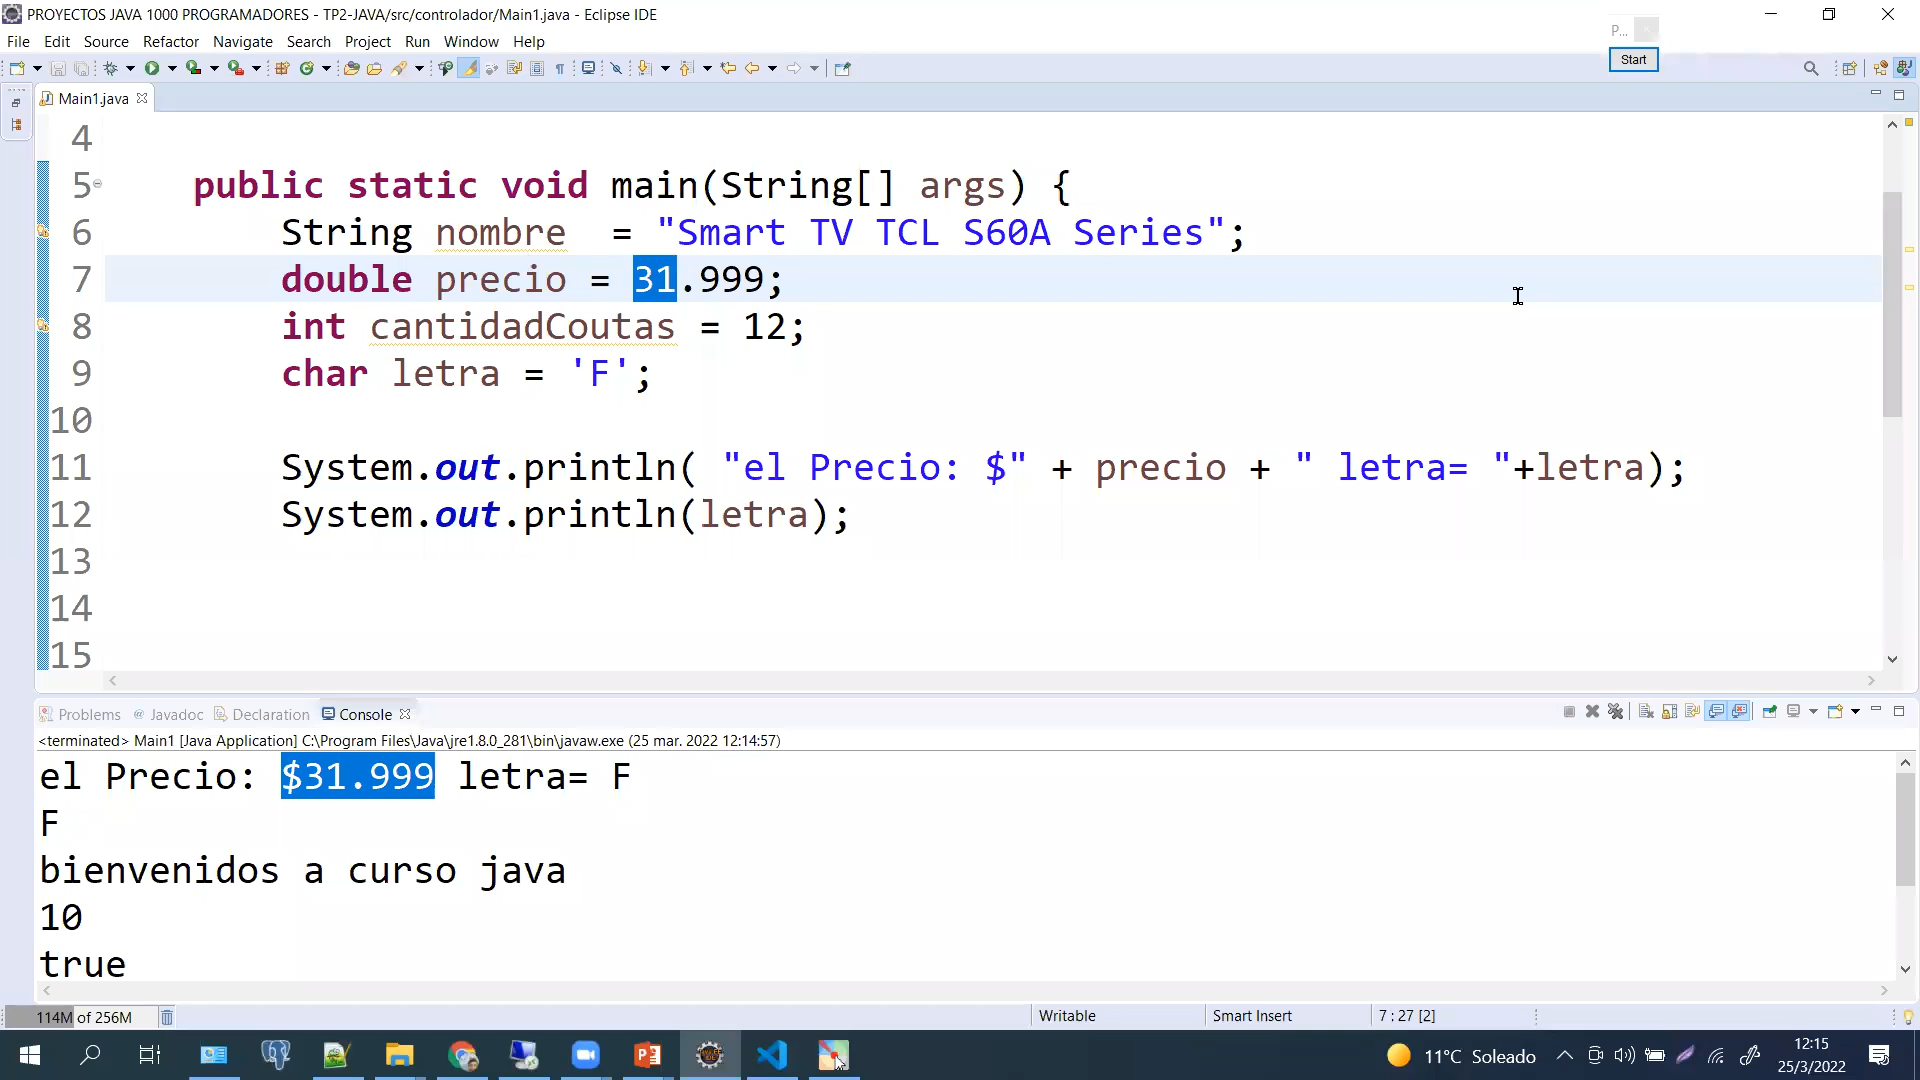 PROYECTOS JAVA 1000 PROGRAMADORES - TP2-JAVA/src/controlador/Main1.java - Eclipse IDE
P...
File Edit Source Refactor Navigate Search Project Run Window Help
Start
Main1.java
4
5 public static void main(String[] args) {
6 String nombre  = "Smart TV TCL S60A Series";
7 double precio = 31.999;
8 int cantidadCoutas = 12;
9 char letra = 'F';
10
11 System.out.println( "el Precio: $" + precio + " letra= "+letra);
12 System.out.println(letra);
13
14
15
Problems @ Javadoc Declaration Console
<terminated> Main1 [Java Application] C:\Program Files\Java\jre1.8.0_281\bin\javaw.exe (25 mar. 2022 12:14:57)
el Precio: $31.999 letra= F
F
bienvenidos a curso java
10
true
114M of 256M Writable Smart Insert 7 : 27 [2]
11°C Soleado 12:15
25/3/2022